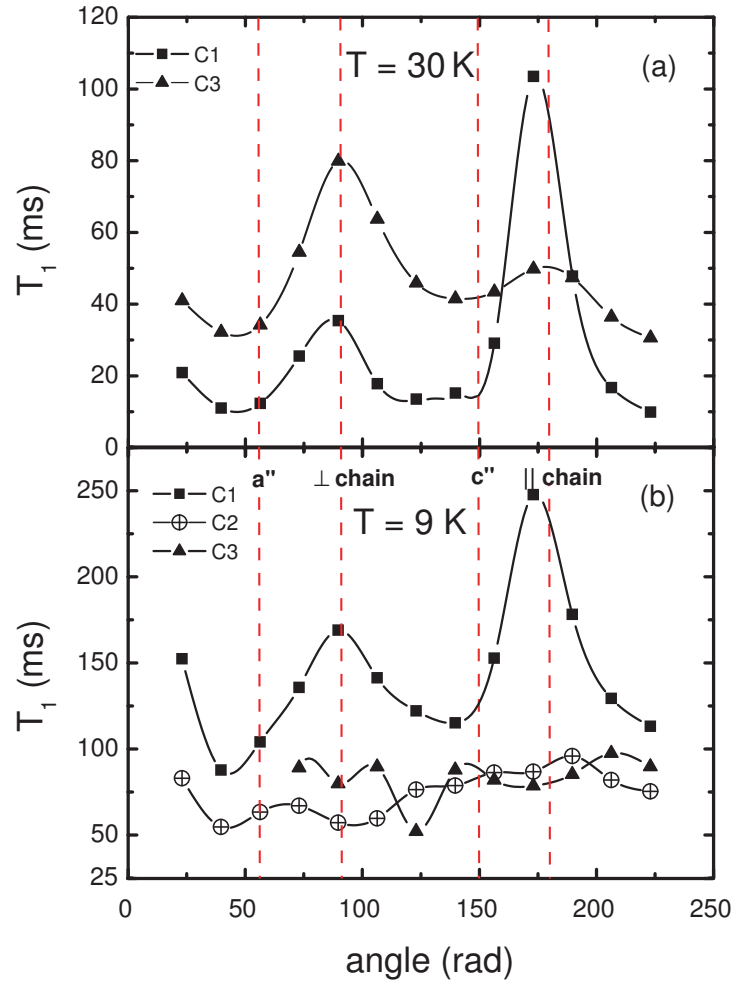 120
100
80
60
40
20
0
T₁ (ms)
C1
C3
T = 30 K
(a)
a"
⊥ chain
c"
|| chain
250
200
150
100
50
25
T₁ (ms)
C1
C2
C3
T = 9 K
(b)
0 50 100 150 200 250
angle (rad)